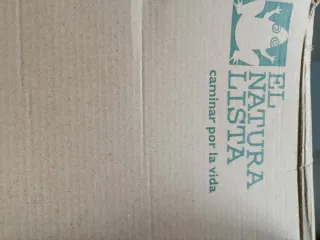 EL
NATURA
LISTA
caminar por la vida